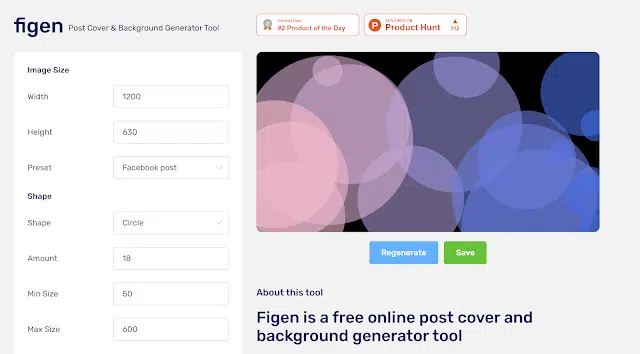 figen Post Cover & Background Generator Tool
#2 Product of the Day
FEATURED ON
Product Hunt
212
Image Size
Width 1200
Height 630
Preset Facebook post
Shape
Shape Circle
Amount 18
Min Size 50
Max Size 600
Regenerate Save
About this tool
Figen is a free online post cover and
background generator tool